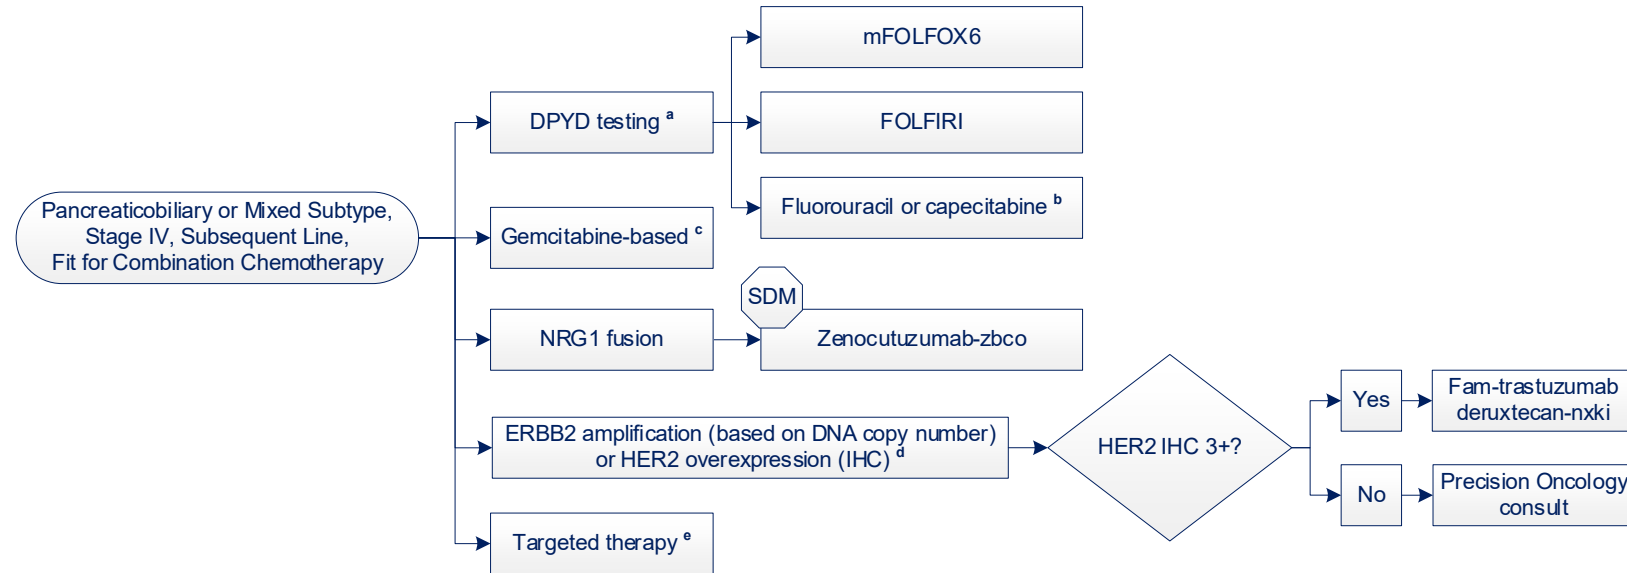 mFOLFOX6
DPYD testing a
FOLFIRI
Fluorouracil or capecitabine b
Pancreaticobiliary or Mixed Subtype,
Stage IV, Subsequent Line,
Fit for Combination Chemotherapy
Gemcitabine-based c
SDM
NRG1 fusion
Zenocutuzumab-zbco
ERBB2 amplification (based on DNA copy number)
or HER2 overexpression (IHC) d
HER2 IHC 3+?
Yes
Fam-trastuzumab
deruxtecan-nxki
No
Precision Oncology
consult
Targeted therapy e